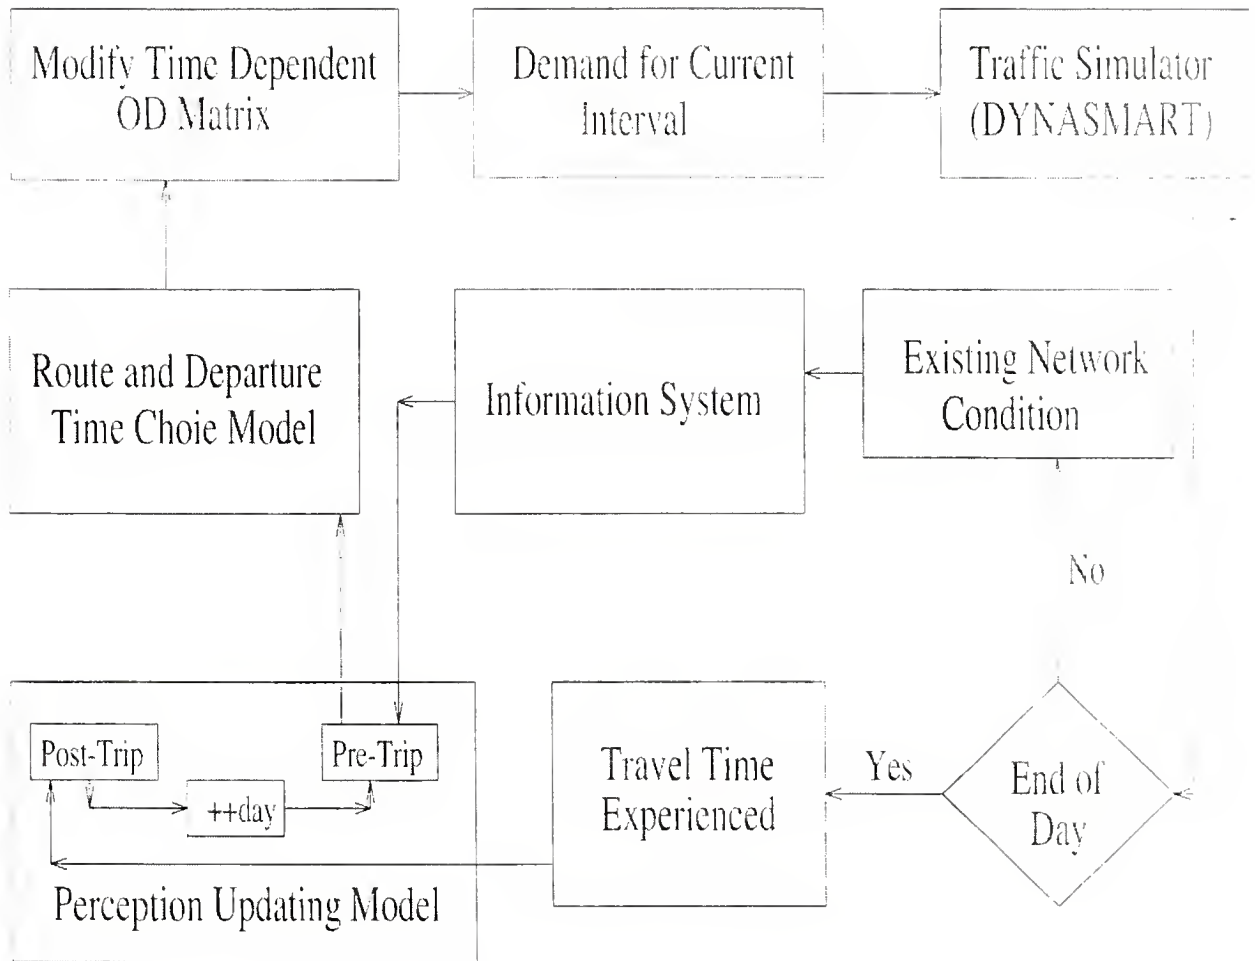 Modify Time Dependent
OD Matrix
Demand for Current
Interval
Traffic Simulator
(DYNASMART)
Route and Departure
Time Choie Model
Information System
Existing Network
Condition
No
Post-Trip
++day
Pre-Trip
Perception Updating Model
Travel Time
Experienced
Yes
End of
Day